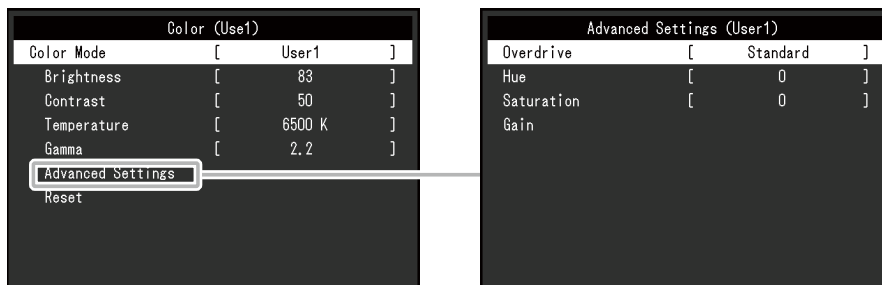 Color (Use1)
Color Mode [ User1 ]
Brightness [ 83 ]
Contrast [ 50 ]
Temperature [ 6500 K ]
Gamma [ 2.2 ]
Advanced Settings
Reset
Advanced Settings (User1)
Overdrive [ Standard ]
Hue [ 0 ]
Saturation [ 0 ]
Gain